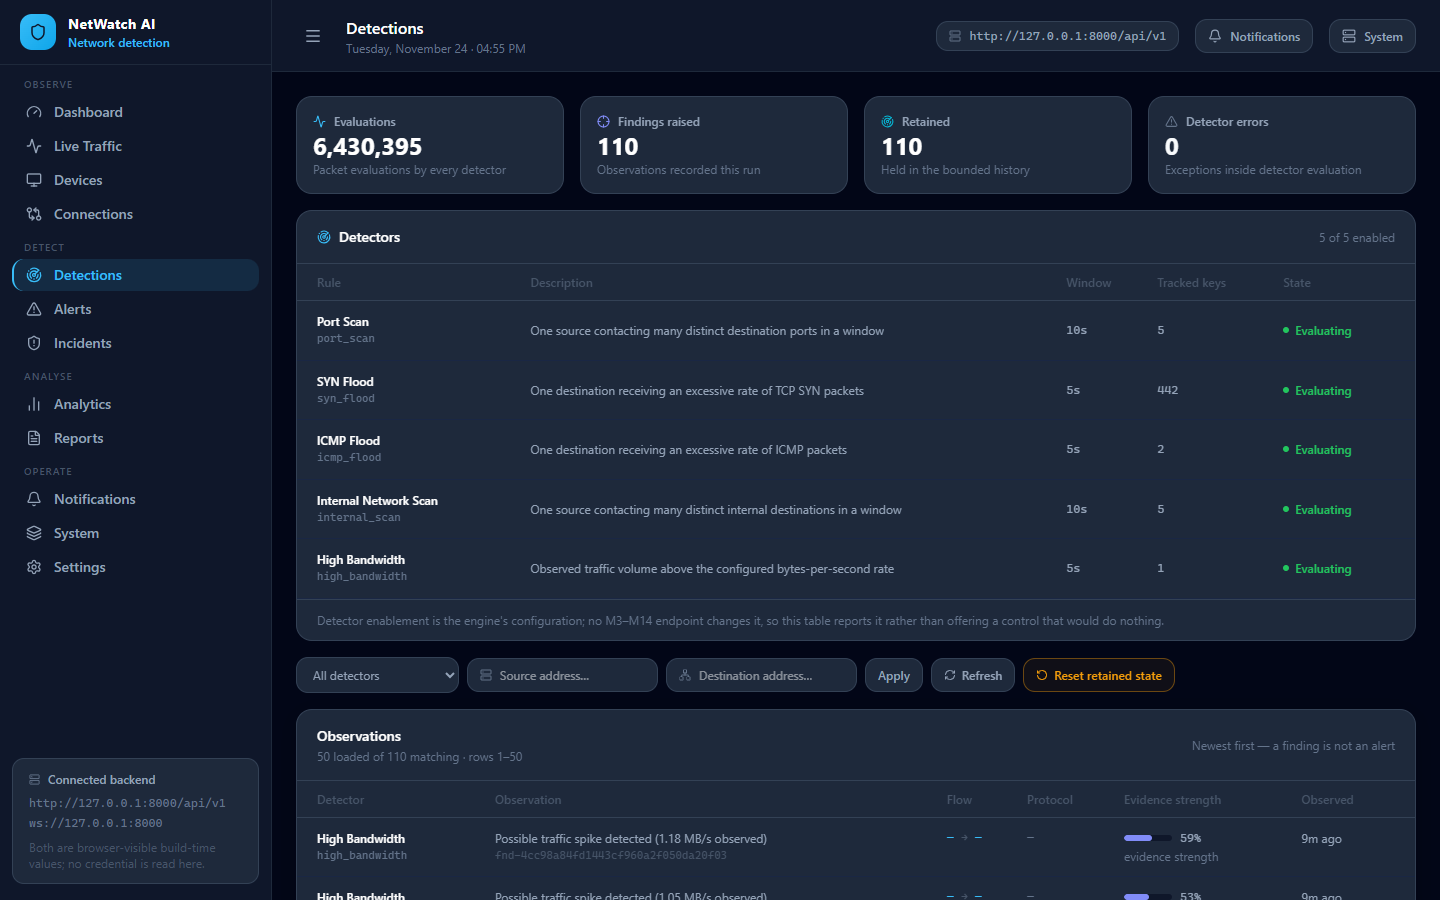 NetWatch AI
Network detection
OBSERVE
Dashboard
Live Traffic
Devices
Connections
DETECT
Detections
Alerts
Incidents
ANALYSE
Analytics
Reports
OPERATE
Notifications
System
Settings
Connected backend
http://127.0.0.1:8000/api/v1
ws://127.0.0.1:8000
Both are browser-visible build-time
values; no credential is read here.
Detections
Tuesday, November 24 · 04:55 PM
http://127.0.0.1:8000/api/v1
Notifications
System
Evaluations
6,430,395
Packet evaluations by every detector
Findings raised
110
Observations recorded this run
Retained
110
Held in the bounded history
Detector errors
0
Exceptions inside detector evaluation
Detectors
5 of 5 enabled
Rule Description Window Tracked keys State
Port Scan
port_scan
One source contacting many distinct destination ports in a window 10s 5 Evaluating
SYN Flood
syn_flood
One destination receiving an excessive rate of TCP SYN packets 5s 442 Evaluating
ICMP Flood
icmp_flood
One destination receiving an excessive rate of ICMP packets 5s 2 Evaluating
Internal Network Scan
internal_scan
One source contacting many distinct internal destinations in a window 10s 5 Evaluating
High Bandwidth
high_bandwidth
Observed traffic volume above the configured bytes-per-second rate 5s 1 Evaluating
Detector enablement is the engine's configuration; no M3–M14 endpoint changes it, so this table reports it rather than offering a control that would do nothing.
All detectors
Source address...
Destination address...
Apply
Refresh
Reset retained state
Observations
50 loaded of 110 matching · rows 1–50
Newest first — a finding is not an alert
Detector Observation Flow Protocol Evidence strength Observed
High Bandwidth
high_bandwidth
Possible traffic spike detected (1.18 MB/s observed)
fnd-4cc98a84fd1443cf960a2f050da20f03
— → — — 59%
evidence strength
9m ago
High Bandwidth Possible traffic spike detected (1.05 MB/s observed) — → — — 53% 9m ago